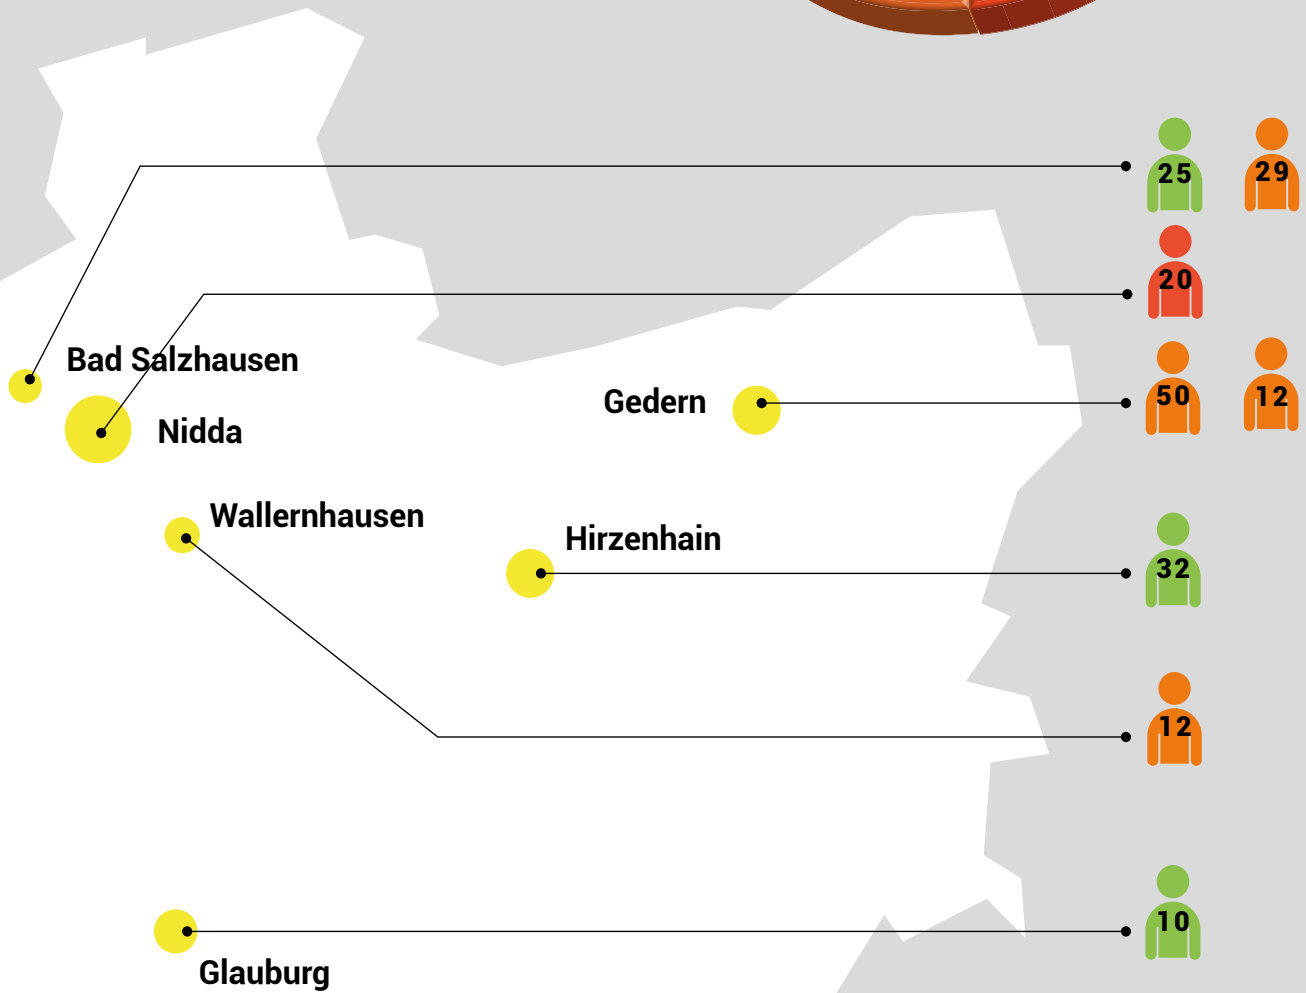 25 29
20
Bad Salzhausen
Gedern
50 12
Nidda
Wallernhausen
Hirzenhain
32
12
10
Glauburg